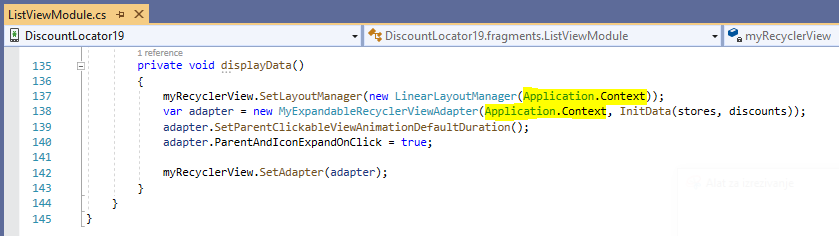 ListViewModule.cs
DiscountLocator19
DiscountLocator19.fragments.ListViewModule
myRecyclerView
1 reference
135 private void displayData()
136 {
137 myRecyclerView.SetLayoutManager(new LinearLayoutManager(Application.Context));
138 var adapter = new MyExpandableRecyclerViewAdapter(Application.Context, InitData(stores, discounts));
139 adapter.SetParentClickableViewAnimationDefaultDuration();
140 adapter.ParentAndIconExpandOnClick = true;
141
142 myRecyclerView.SetAdapter(adapter);
143 }
144 }
145 }